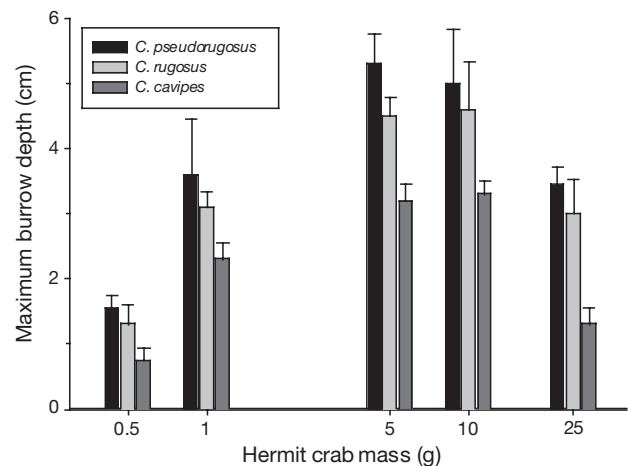 6
4
2
0
Maximum burrow depth (cm)
C. pseudorugosus
C. rugosus
C. cavipes
0.5 1 5 10 25
Hermit crab mass (g)